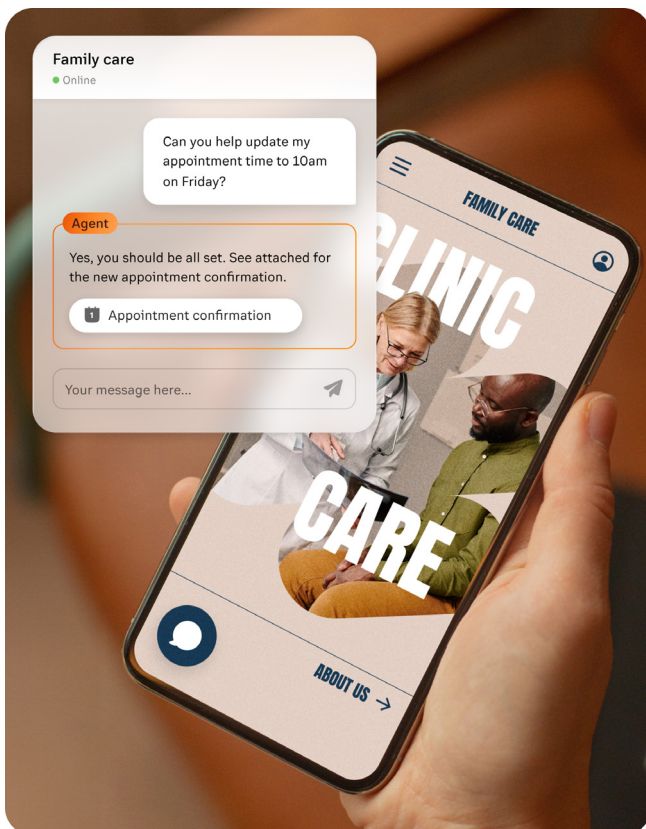 Family care
Online
Can you help update my
appointment time to 10am
on Friday?
Agent
Yes, you should be all set. See attached for
the new appointment confirmation.
1 Appointment confirmation
Your message here...
FAMILY CARE
CLINIC
CARE
ABOUT US